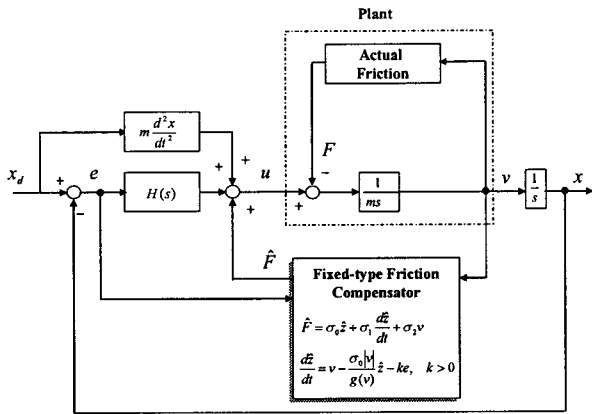 Plant
Actual
Friction
m d²x/dt²
F
x_d
+
e
−
H(s)
+
+
+
+
u
+
−
1/ms
v
1/s
x
F̂
Fixed-type Friction
Compensator
F̂ = σ₀ẑ + σ₁ dẑ/dt + σ₂v
dẑ/dt = v − σ₀|v|/g(v) ẑ − ke, k > 0